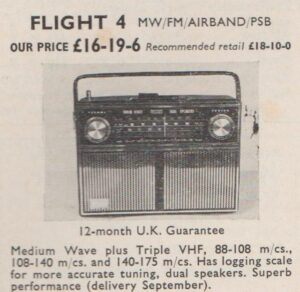 FLIGHT 4 MW/FM/AIRBAND/PSB
OUR PRICE £16-19-6 Recommended retail £18-10-0
12-month U.K. Guarantee
Medium Wave plus Triple VHF, 88-108 m/cs.,
108-140 m/cs. and 140-175 m/cs. Has logging scale
for more accurate tuning, dual speakers. Superb
performance (delivery September).